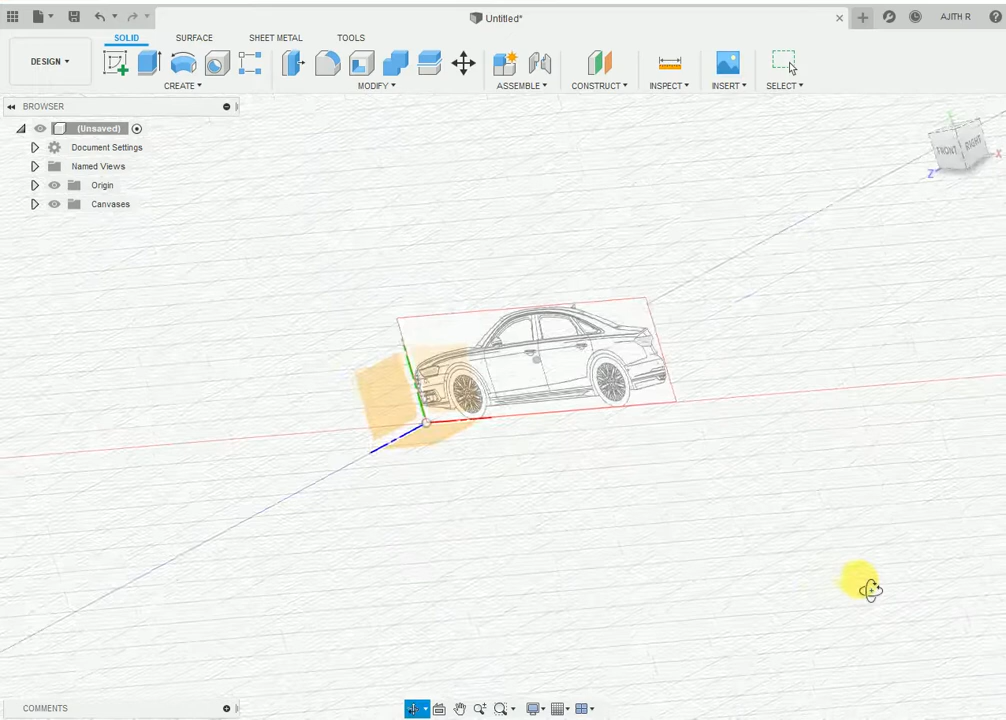 Untitled*
AJITH R
SOLID SURFACE SHEET METAL TOOLS
DESIGN
CREATE MODIFY ASSEMBLE CONSTRUCT INSPECT INSERT SELECT
BROWSER
(Unsaved)
Document Settings
Named Views
Origin
Canvases
FRONT
RIGHT
X
Z
COMMENTS